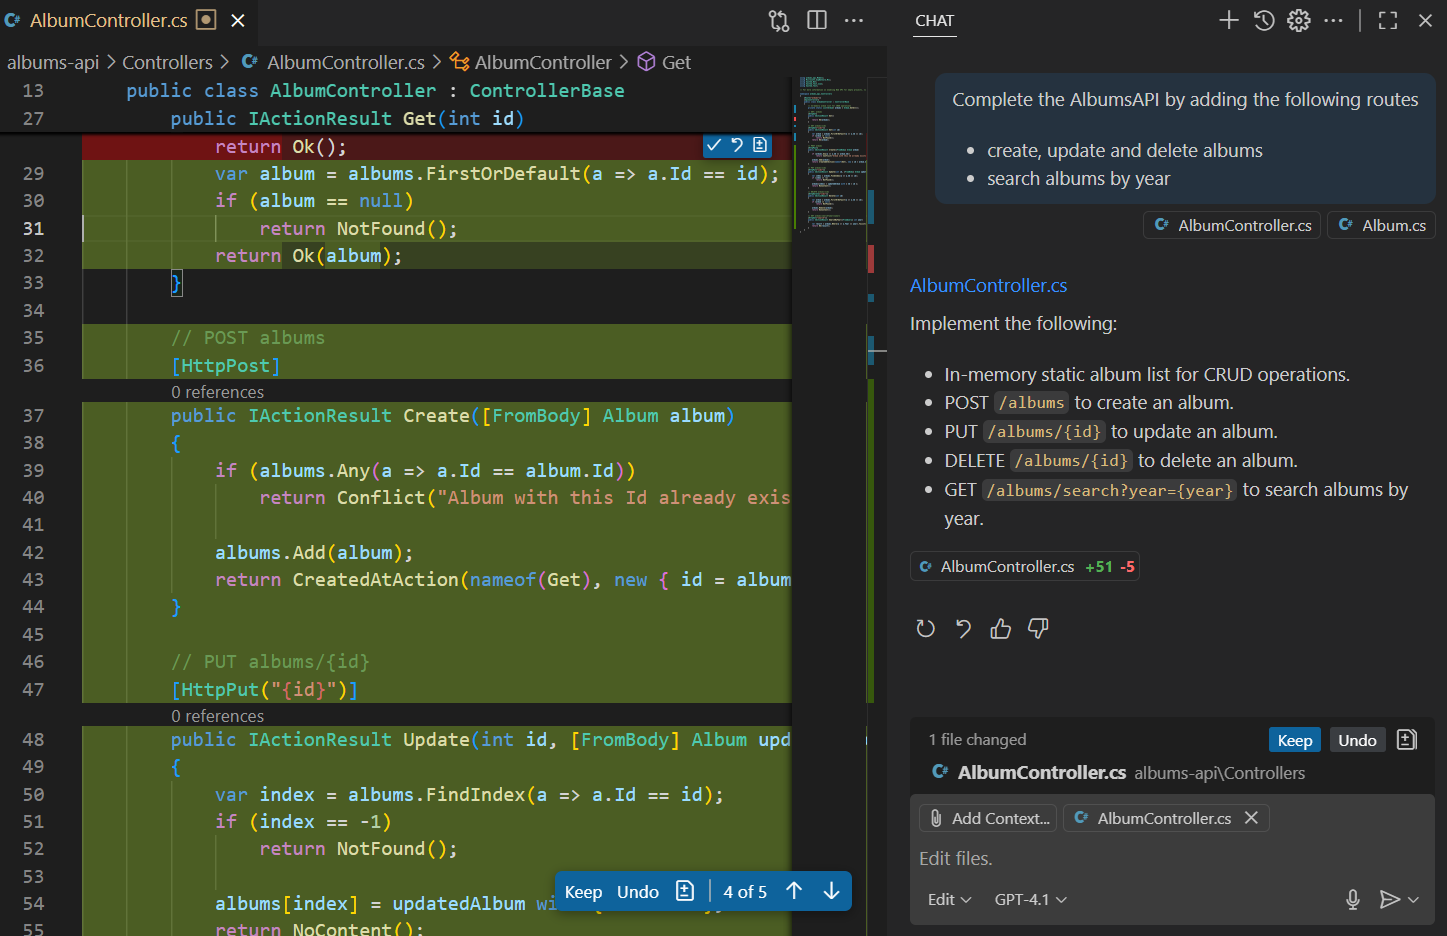 AlbumController.cs
albums-api > Controllers > AlbumController.cs > AlbumController > Get
13 public class AlbumController : ControllerBase
27 public IActionResult Get(int id)
return Ok();
29 var album = albums.FirstOrDefault(a => a.Id == id);
30 if (album == null)
31 return NotFound();
32 return Ok(album);
33 }
34
35 // POST albums
36 [HttpPost]
0 references
37 public IActionResult Create([FromBody] Album album)
38 {
39 if (albums.Any(a => a.Id == album.Id))
40 return Conflict("Album with this Id already exis
41
42 albums.Add(album);
43 return CreatedAtAction(nameof(Get), new { id = album
44 }
45
46 // PUT albums/{id}
47 [HttpPut("{id}")]
0 references
48 public IActionResult Update(int id, [FromBody] Album upd
49 {
50 var index = albums.FindIndex(a => a.Id == id);
51 if (index == -1)
52 return NotFound();
53
54 albums[index] = updatedAlbum wi
55 return NoContent();
Keep Undo 4 of 5
CHAT
Complete the AlbumsAPI by adding the following routes
• create, update and delete albums
• search albums by year
AlbumController.cs Album.cs
AlbumController.cs
Implement the following:
• In-memory static album list for CRUD operations.
• POST /albums to create an album.
• PUT /albums/{id} to update an album.
• DELETE /albums/{id} to delete an album.
• GET /albums/search?year={year} to search albums by
year.
AlbumController.cs +51 -5
1 file changed Keep Undo
AlbumController.cs albums-api\Controllers
Add Context... AlbumController.cs
Edit files.
Edit GPT-4.1